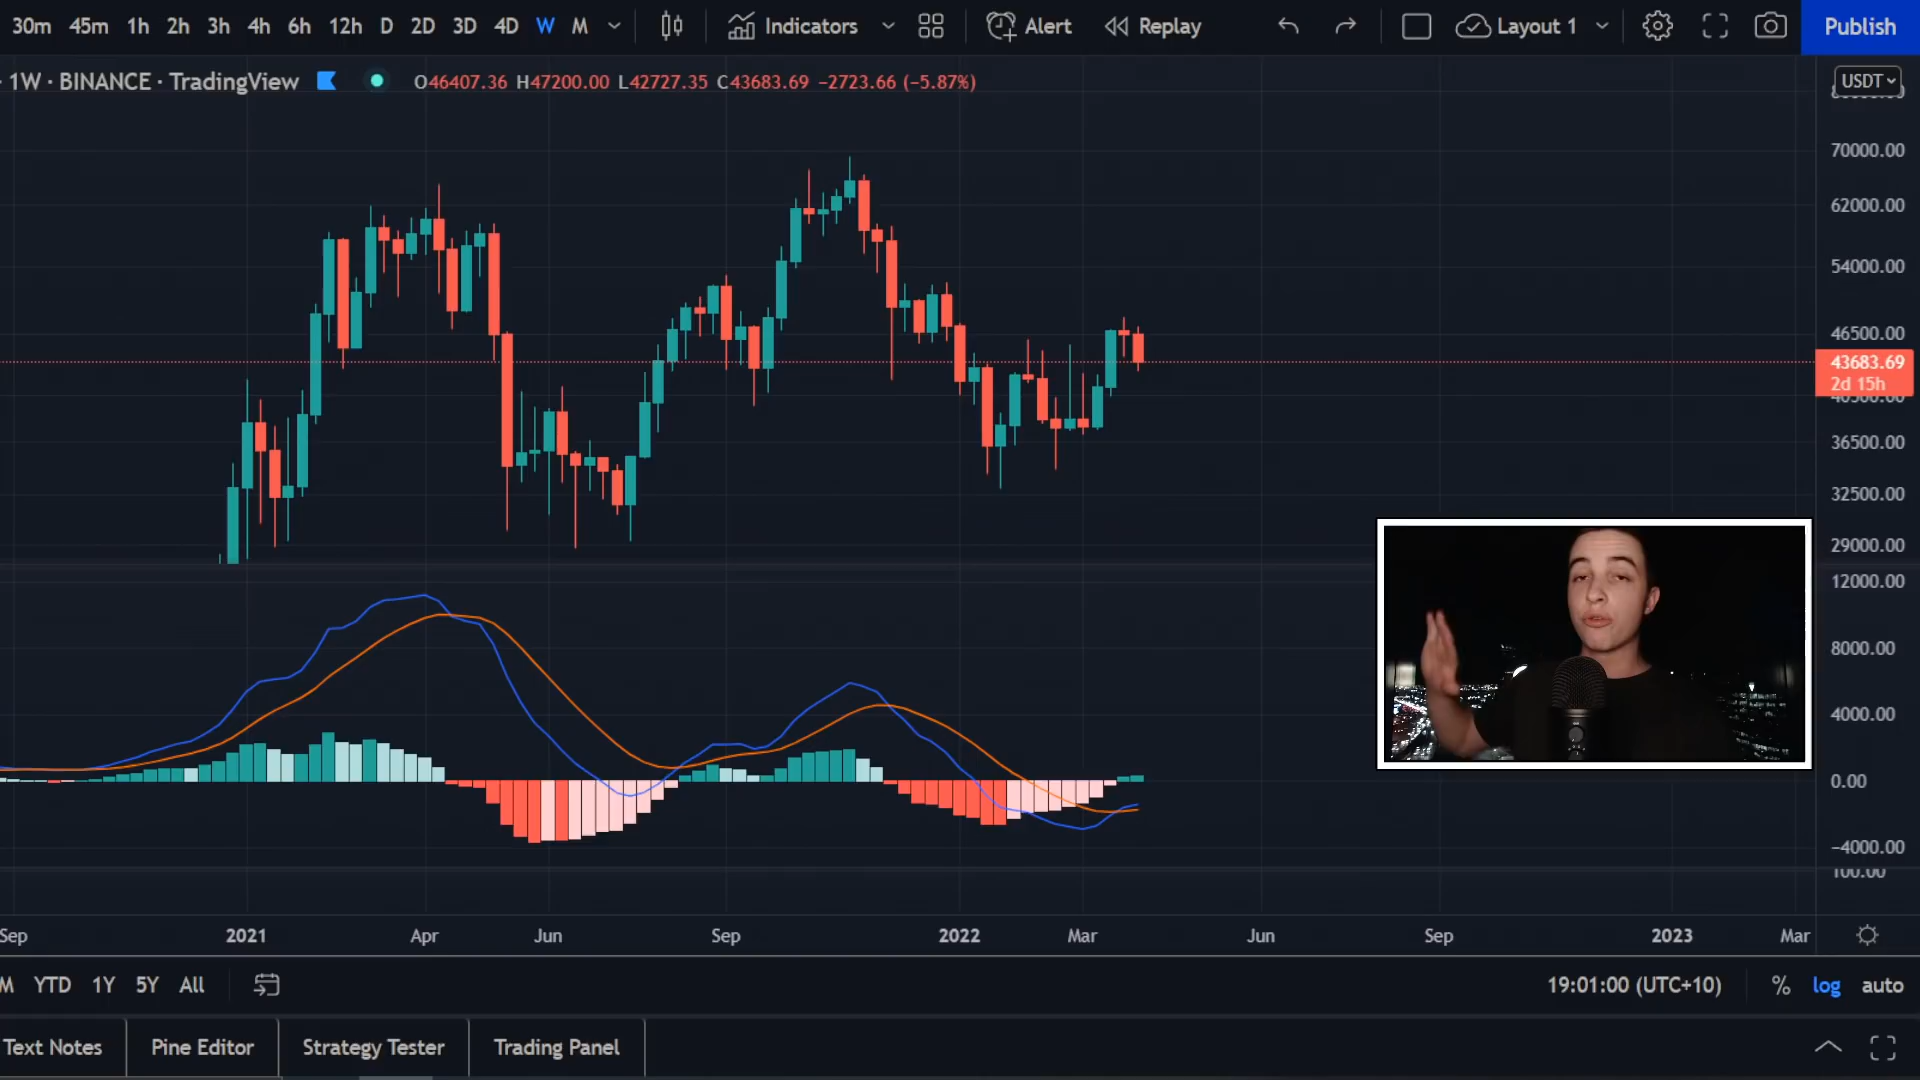 30m 45m 1h 2h 3h 4h 6h 12h D 2D 3D 4D W M Indicators Alert Replay Layout 1 Publish
· 1W · BINANCE · TradingView O46407.36 H47200.00 L42727.35 C43683.69 −2723.66 (−5.87%)
USDT
70000.00
62000.00
54000.00
46500.00
43683.69
2d 15h
36500.00
32500.00
29000.00
12000.00
8000.00
4000.00
0.00
−4000.00
100.00
Sep 2021 Apr Jun Sep 2022 Mar Jun Sep 2023 Mar
M YTD 1Y 5Y All 19:01:00 (UTC+10) % log auto
Text Notes Pine Editor Strategy Tester Trading Panel